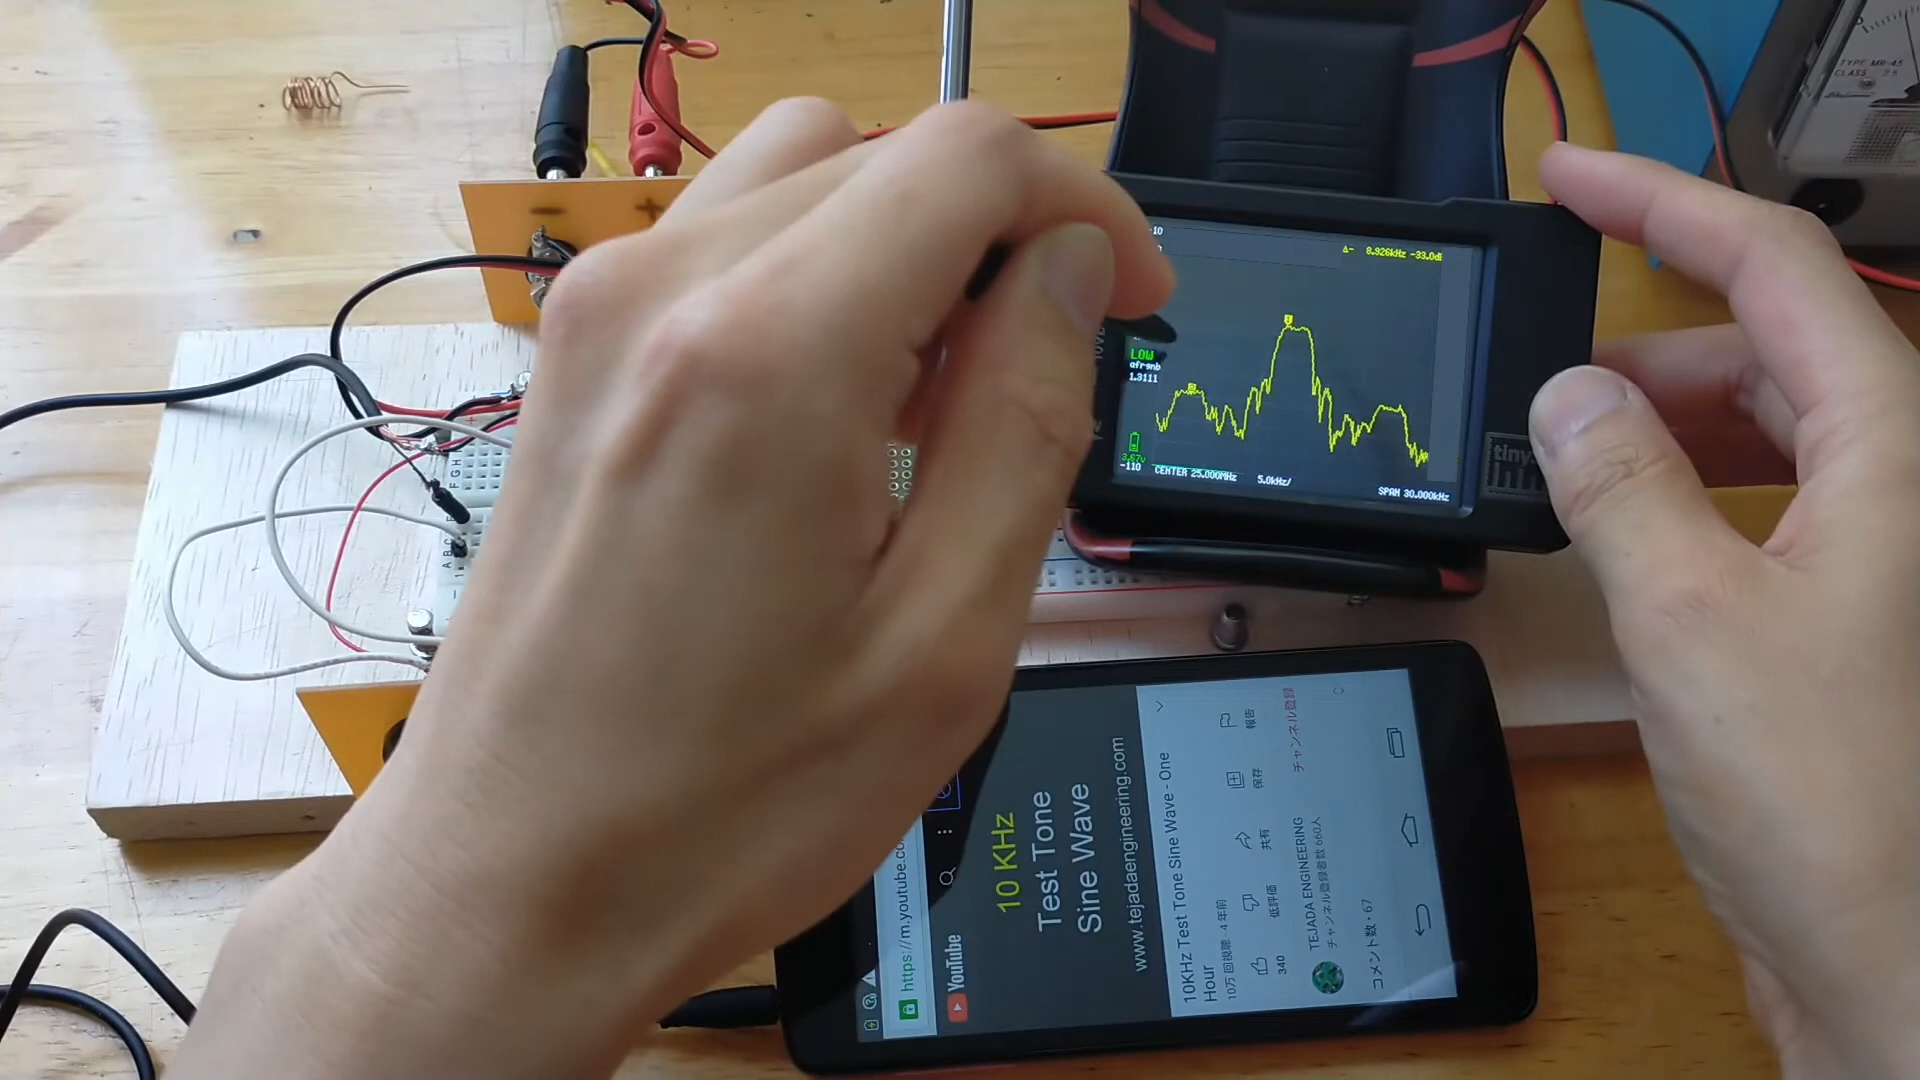 -10
Δ- 8.926kHz -33.0dB
LOW
afrsnb
1.3111
3.67v
-110
CENTER 25.000MHz
5.0kHz/
SPAN 30.000kHz
tiny
TYPE MR-45
CLASS 2.5
− +
F G H
A B C
https://m.youtube.co
YouTube
10 KHz
Test Tone
Sine Wave
www.tejadaengineering.com
10KHz Test Tone Sine Wave - One
Hour
10万 回視聴・4 年前
340
低評価
共有
保存
報告
TEJADA ENGINEERING
チャンネル登録者数 660人
チャンネル登録
コメント数・67